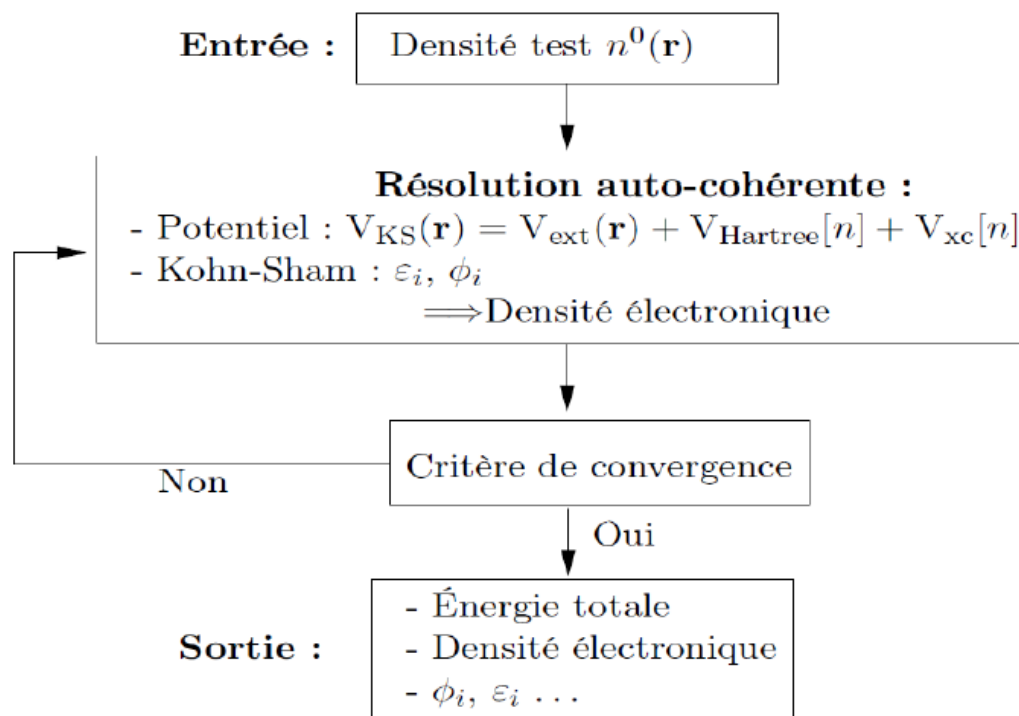 Entrée : Densité test n⁰(r)
Résolution auto-cohérente :
- Potentiel : V_KS(r) = V_ext(r) + V_Hartree[n] + V_xc[n]
- Kohn-Sham : ε_i, ϕ_i
⟹Densité électronique
Critère de convergence
Non
Oui
- Énergie totale
Sortie : - Densité électronique
- ϕ_i, ε_i ...